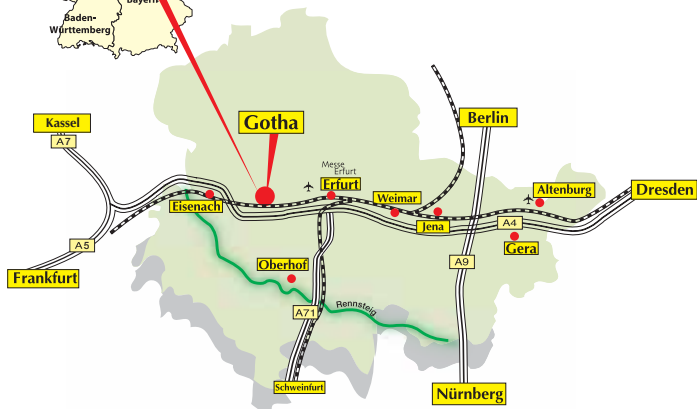 Bayern
Baden-
Württemberg
Kassel
A7
Gotha
Berlin
Messe
Erfurt
Erfurt
Eisenach
Weimar
Altenburg
Dresden
Jena
A4
Gera
A5
Frankfurt
Oberhof
A9
A71
Rennsteig
Schweinfurt
Nürnberg